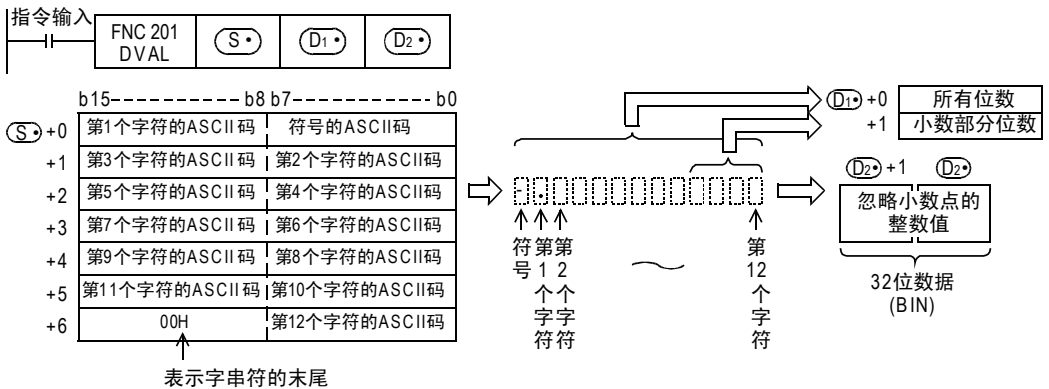 指令输入
FNC 201
DVAL
S•
D1•
D2•
b15 b8 b7 b0
S• +0 第1个字符的ASCII码 符号的ASCII码
+1 第3个字符的ASCII码 第2个字符的ASCII码
+2 第5个字符的ASCII码 第4个字符的ASCII码
+3 第7个字符的ASCII码 第6个字符的ASCII码
+4 第9个字符的ASCII码 第8个字符的ASCII码
+5 第11个字符的ASCII码 第10个字符的ASCII码
+6 00H 第12个字符的ASCII码
表示字串符的末尾
- .
符号
第1个字符
第2个字符
第12个字符
D1• +0 所有位数
+1 小数部分位数
D2• +1 D2•
忽略小数点的
整数值
32位数据
(BIN)